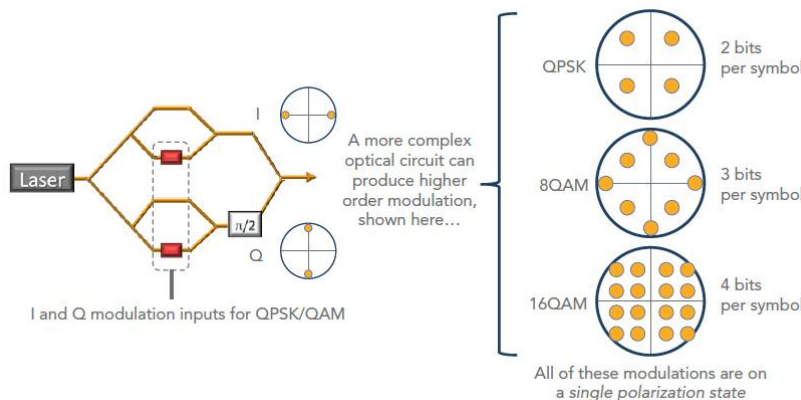 Laser
I
π/2
Q
I and Q modulation inputs for QPSK/QAM
A more complex
optical circuit can
produce higher
order modulation,
shown here…
QPSK
2 bits
per symbol
8QAM
3 bits
per symbol
16QAM
4 bits
per symbol
All of these modulations are on
a single polarization state